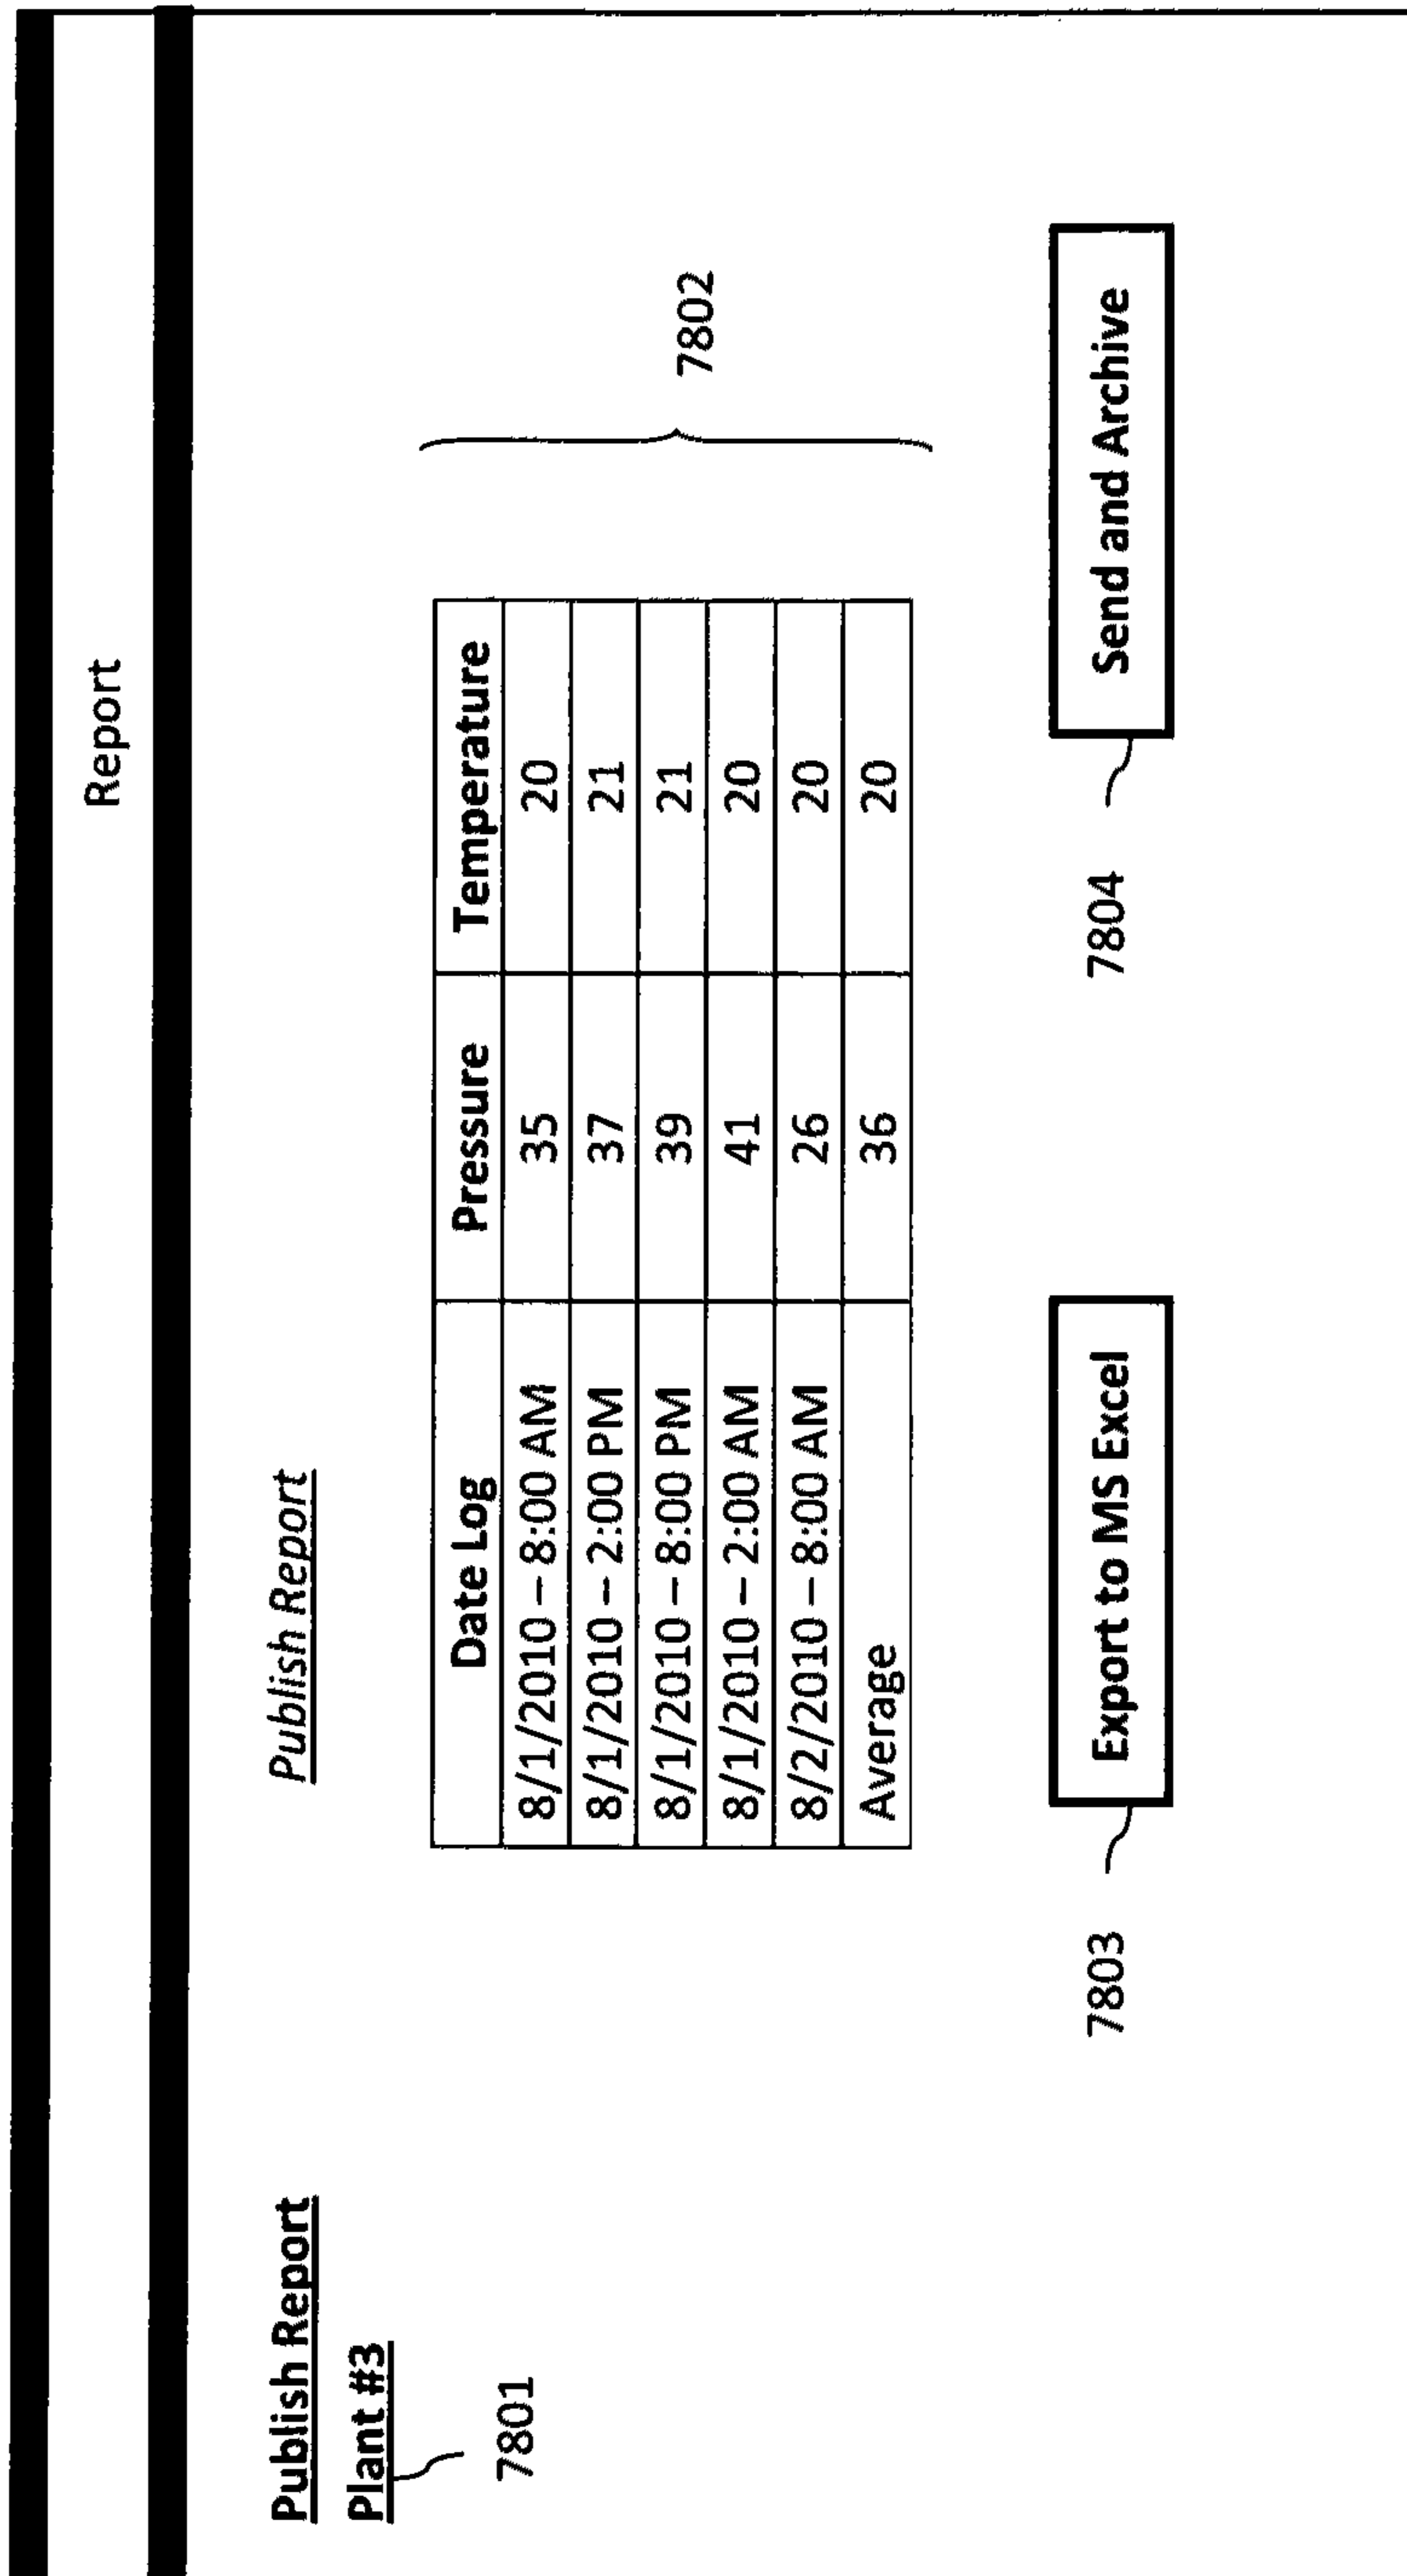 Report
Publish Report
Publish Report
Plant #3
7801
Date Log Pressure Temperature
8/1/2010 – 8:00 AM 35 20
8/1/2010 – 2:00 PM 37 21
8/1/2010 – 8:00 PM 39 21
8/1/2010 – 2:00 AM 41 20
8/2/2010 – 8:00 AM 26 20
Average 36 20
7802
7803
Export to MS Excel
7804
Send and Archive